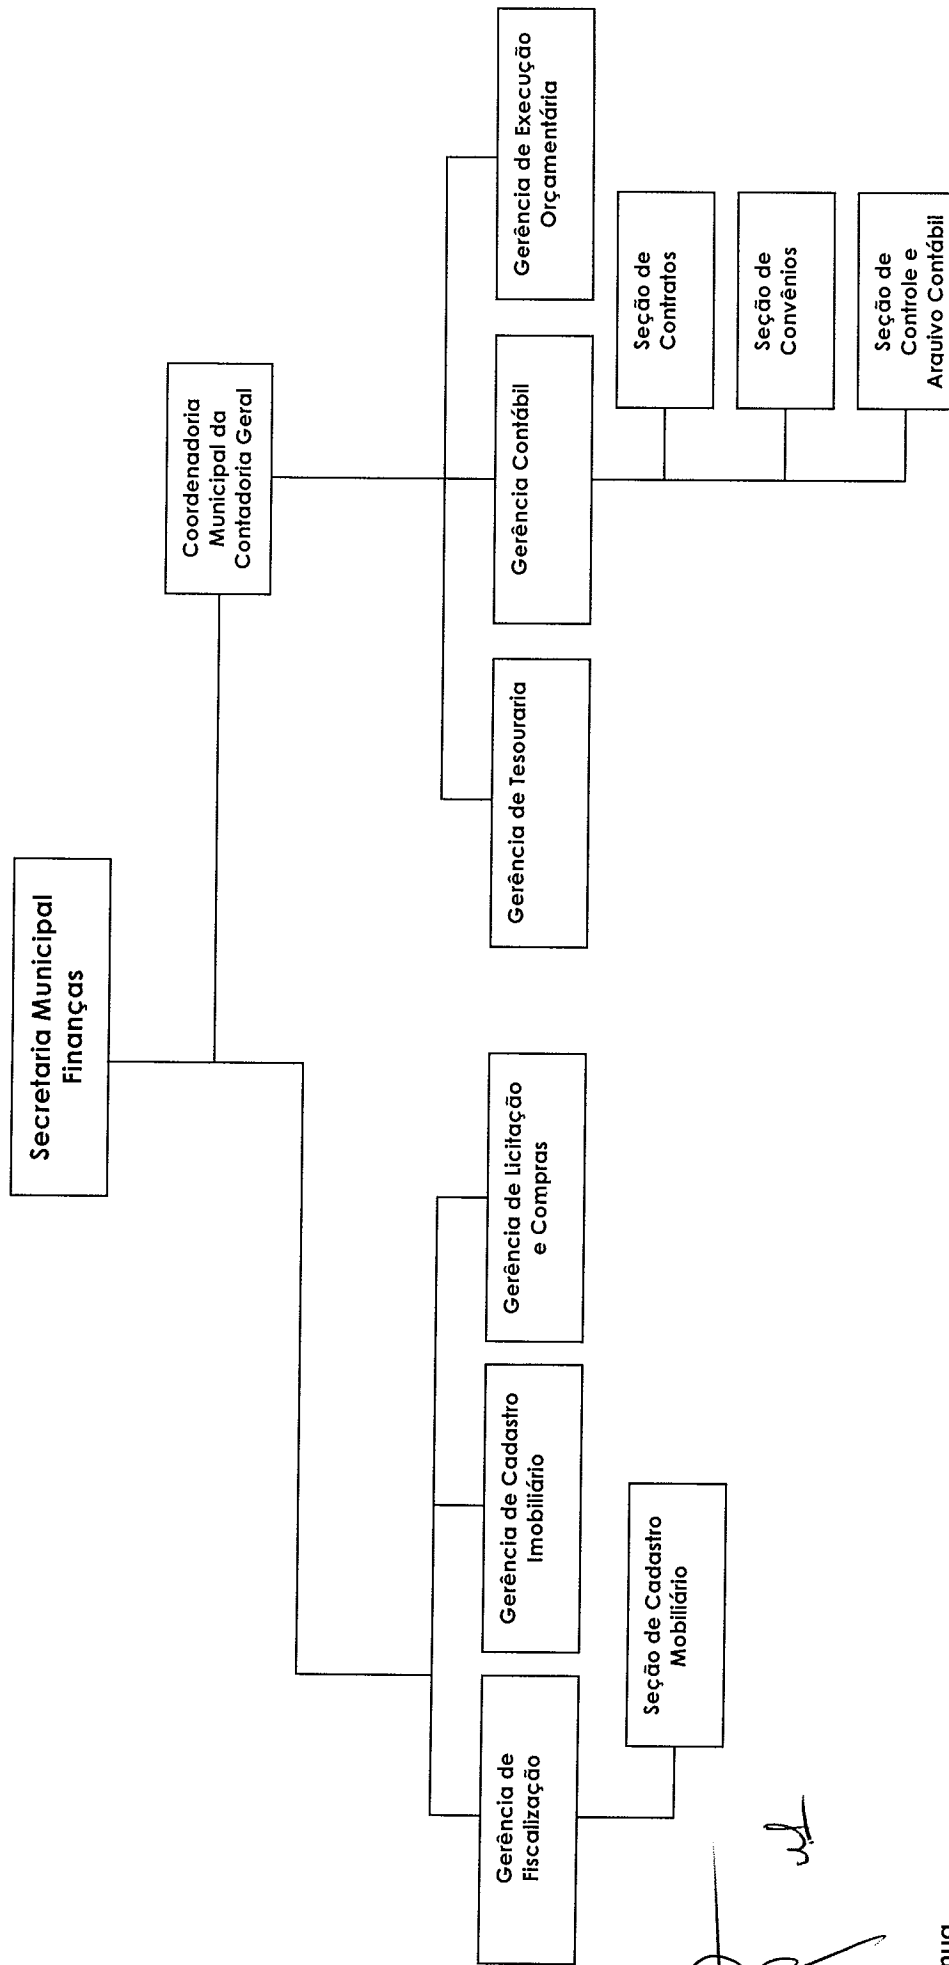 Secretaria Municipal
Finanças
Coordenadoria
Municipal da
Contadoria Geral
Gerência de
Fiscalização
Gerência de Cadastro
Imobiliário
Gerência de Licitação
e Compras
Gerência de Tesouraria
Gerência Contábil
Gerência de Execução
Orçamentária
Seção de Cadastro
Mobiliário
Seção de
Contratos
Seção de
Convênios
Seção de
Controle e
Arquivo Contábil